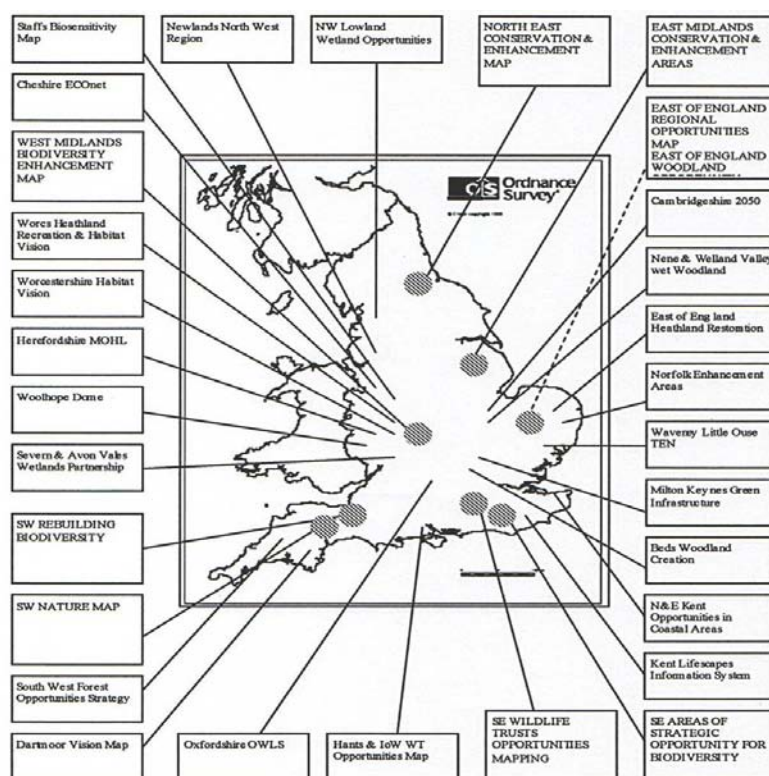 Staffs Biosensitivity
Map
Newlands North West
Region
NW Lowland
Wetland Opportunities
NORTH EAST
CONSERVATION &
ENHANCEMENT
MAP
EAST MIDLANDS
CONSERVATION &
ENHANCEMENT
AREAS
Cheshire ECOnet
WEST MIDLANDS
BIODIVERSITY
ENHANCEMENT
MAP
Worcs Heathland
Recreation & Habitat
Vision
Worcestershire Habitat
Vision
Herefordshire MOHL
Woolhope Dome
Severn & Avon Vales
Wetlands Partnership
SW REBUILDING
BIODIVERSITY
SW NATURE MAP
South West Forest
Opportunities Strategy
Dartmoor Vision Map
Ordnance
Survey
EAST OF ENGLAND
REGIONAL
OPPORTUNITIES
MAP
EAST OF ENGLAND
WOODLAND
Cambridgeshire 2050
Nene & Welland Valley
wet Woodland
East of England
Heathland Restoration
Norfolk Enhancement
Areas
Waveney Little Ouse
TEN
Milton Keynes Green
Infrastructure
Beds Woodland
Creation
N&E Kent
Opportunities in
Coastal Areas
Kent Lifescapes
Information System
Oxfordshire OWLS
Hants & IoW WT
Opportunities Map
SE WILDLIFE
TRUSTS
OPPORTUNITIES
MAPPING
SE AREAS OF
STRATEGIC
OPPORTUNITY FOR
BIODIVERSITY